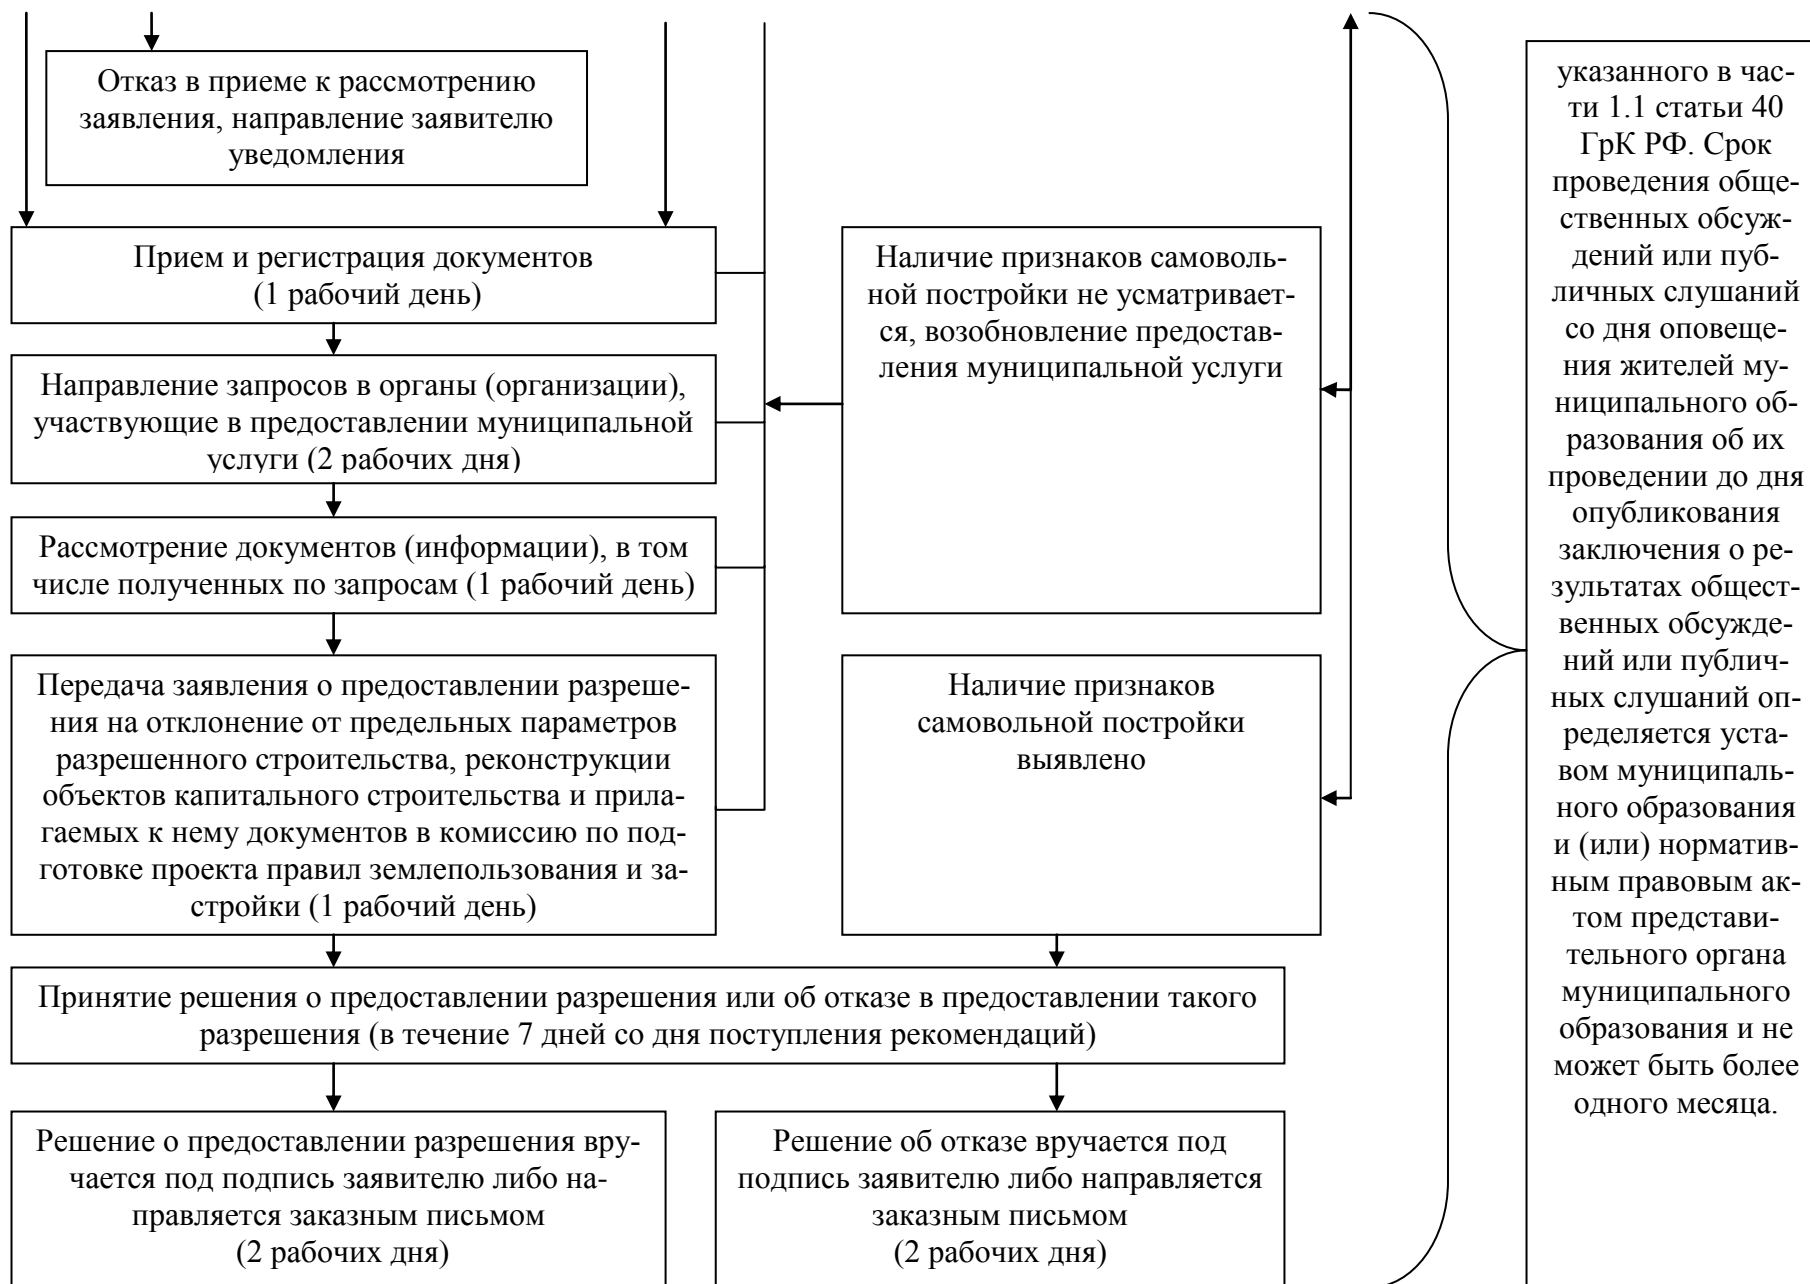 Отказ в приеме к рассмотрению
заявления, направление заявителю
уведомления
Прием и регистрация документов
(1 рабочий день)
Направление запросов в органы (организации),
участвующие в предоставлении муниципальной
услуги (2 рабочих дня)
Рассмотрение документов (информации), в том
числе полученных по запросам (1 рабочий день)
Передача заявления о предоставлении разреше-
ния на отклонение от предельных параметров
разрешенного строительства, реконструкции
объектов капитального строительства и прила-
гаемых к нему документов в комиссию по под-
готовке проекта правил землепользования и за-
стройки (1 рабочий день)
Наличие признаков самоволь-
ной постройки не усматривает-
ся, возобновление предостав-
ления муниципальной услуги
Наличие признаков
самовольной постройки
выявлено
Принятие решения о предоставлении разрешения или об отказе в предоставлении такого
разрешения (в течение 7 дней со дня поступления рекомендаций)
Решение о предоставлении разрешения вру-
чается под подпись заявителю либо на-
правляется заказным письмом
(2 рабочих дня)
Решение об отказе вручается под
подпись заявителю либо направляется
заказным письмом
(2 рабочих дня)
указанного в час-
ти 1.1 статьи 40
ГрК РФ. Срок
проведения обще-
ственных обсуж-
дений или пуб-
личных слушаний
со дня оповеще-
ния жителей му-
ниципального об-
разования об их
проведении до дня
опубликования
заключения о ре-
зультатах общест-
венных обсужде-
ний или публич-
ных слушаний оп-
ределяется уста-
вом муниципаль-
ного образования
и (или) норматив-
ным правовым ак-
том представи-
тельного органа
муниципального
образования и не
может быть более
одного месяца.